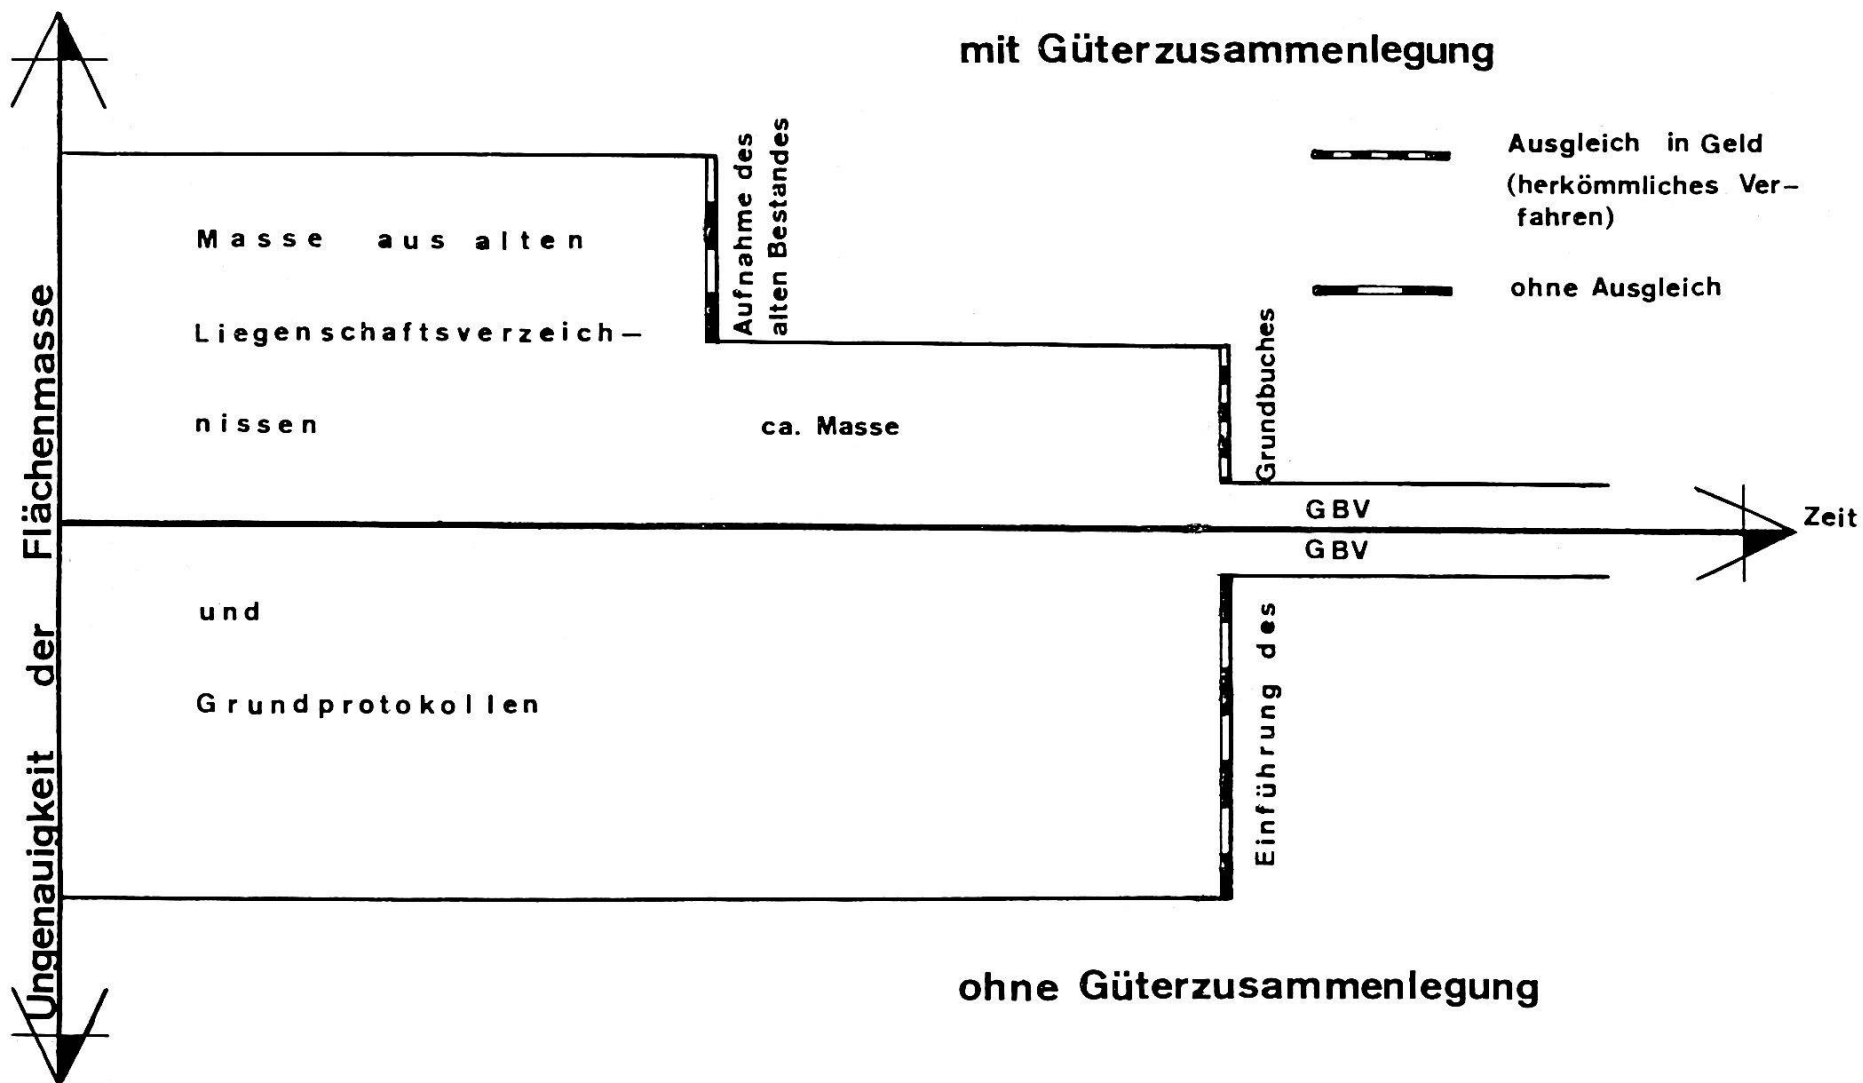 mit Güterzusammenlegung
Ausgleich in Geld
(herkömmliches Ver-
fahren)
ohne Ausgleich
Aufnahme des
alten Bestandes
Masse aus alten
Liegenschaftsverzeich-
nissen
ca. Masse
Grundbuches
GBV
Zeit
GBV
und
Grundprotokollen
Einführung des
Ungenauigkeit der Flächenmasse
ohne Güterzusammenlegung